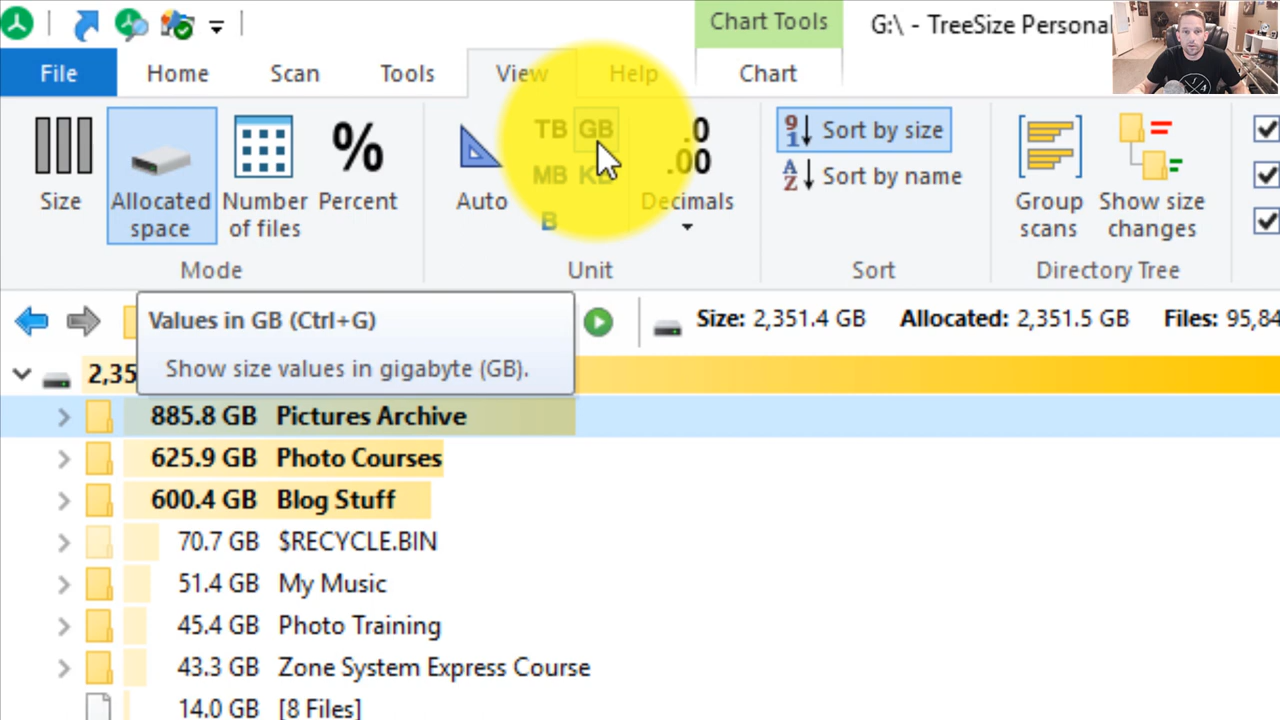 Chart Tools
G:\ - TreeSize Personal
File
Home
Scan
Tools
View
Help
Chart
Size
Allocated space
Number of files
Percent
Auto
TB
GB
MB
KB
B
.0
.00
Decimals
9
1
Sort by size
A
Z
Sort by name
Group scans
Show size changes
%
Mode
Unit
Sort
Directory Tree
Values in GB (Ctrl+G)
Show size values in gigabyte (GB).
Size: 2,351.4 GB
Allocated: 2,351.5 GB
Files: 95,84
2,35
885.8 GB Pictures Archive
625.9 GB Photo Courses
600.4 GB Blog Stuff
70.7 GB $RECYCLE.BIN
51.4 GB My Music
45.4 GB Photo Training
43.3 GB Zone System Express Course
14.0 GB [8 Files]